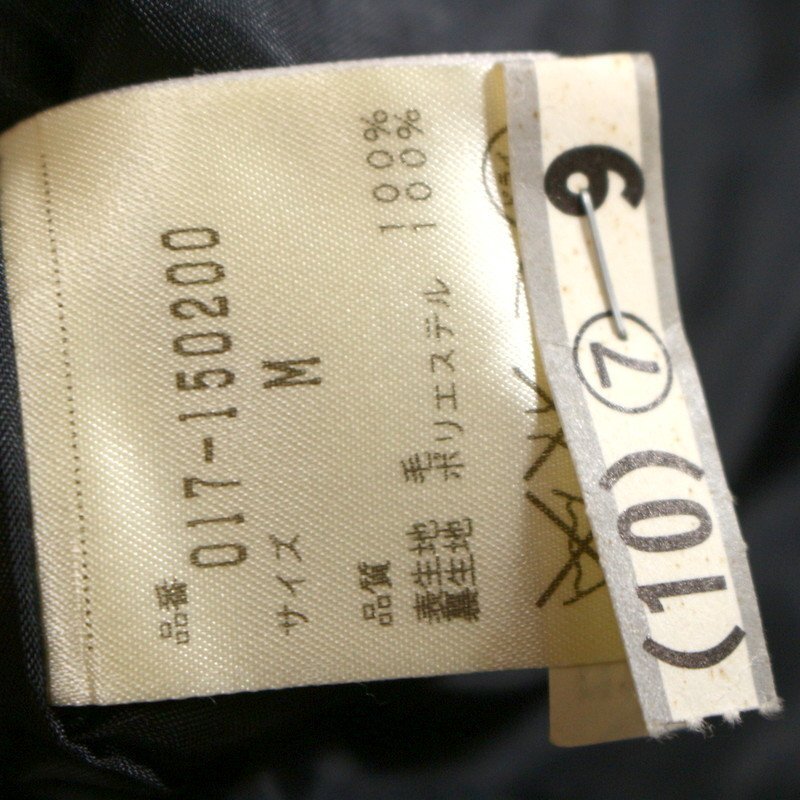 品番 017-150200
サイズ M
品質
表生地 毛 100%
裏生地 ポリエステル 100%
6 ⑦ (10)